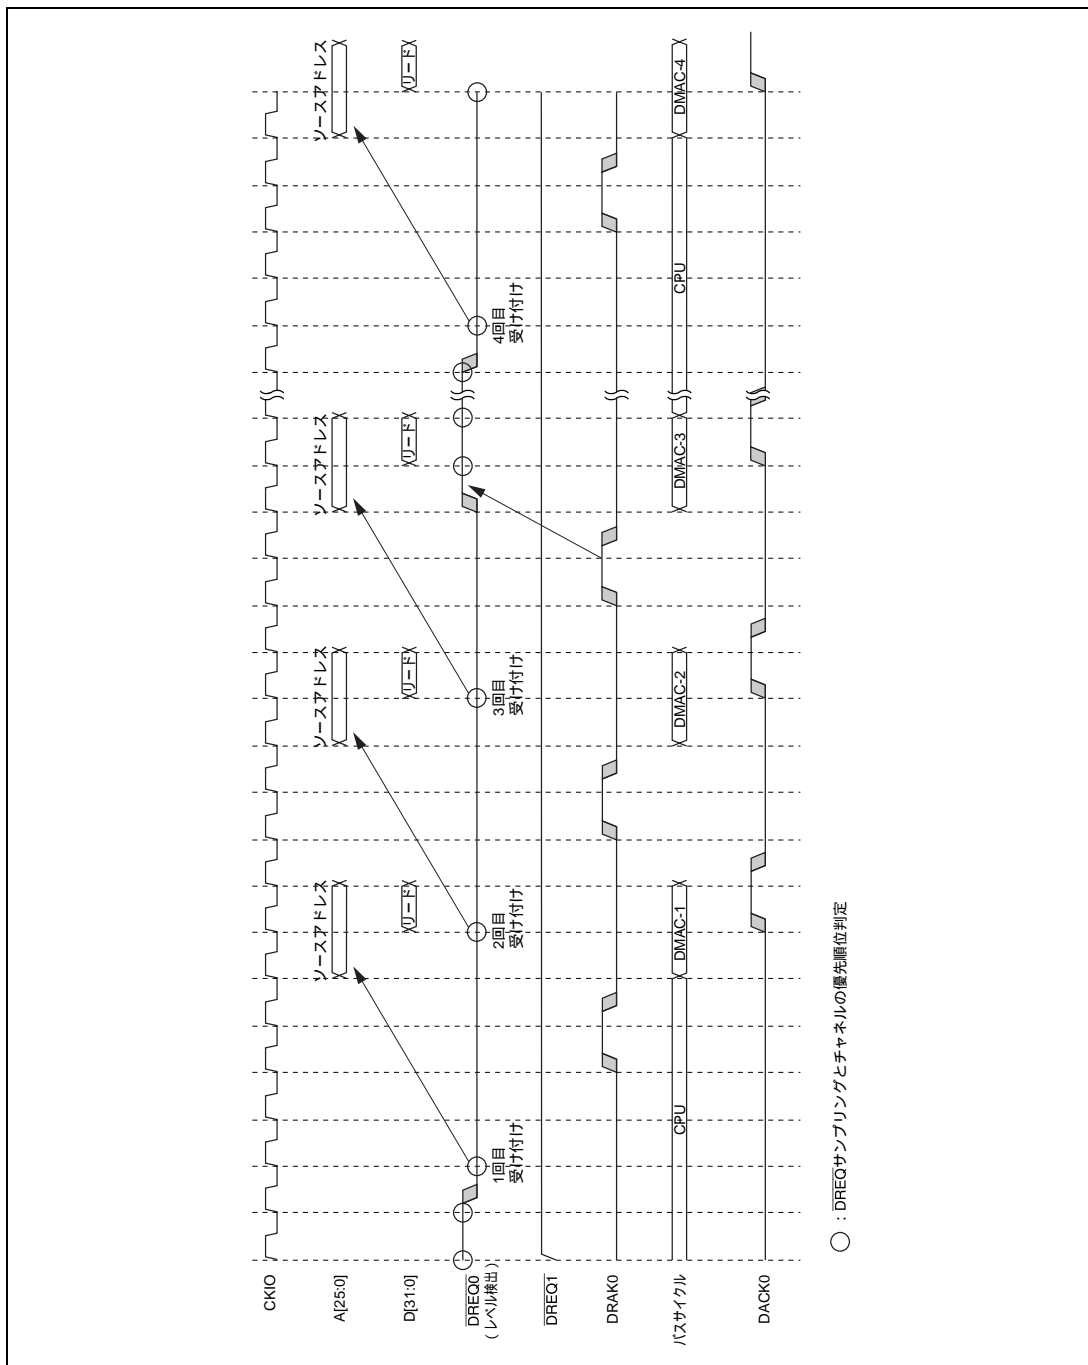 CKIO
A[25:0]
ソースアドレス
ソースアドレス
ソースアドレス
ソースアドレス
D[31:0]
リード
リード
リード
リード
DREQ0
(レベル検出)
1回目
受け付け
2回目
受け付け
3回目
受け付け
4回目
受け付け
DREQ1
DRAK0
バスサイクル
CPU
DMAC-1
DMAC-2
DMAC-3
CPU
DMAC-4
DACK0
○ : DREQサンプリングとチャネルの優先順位判定